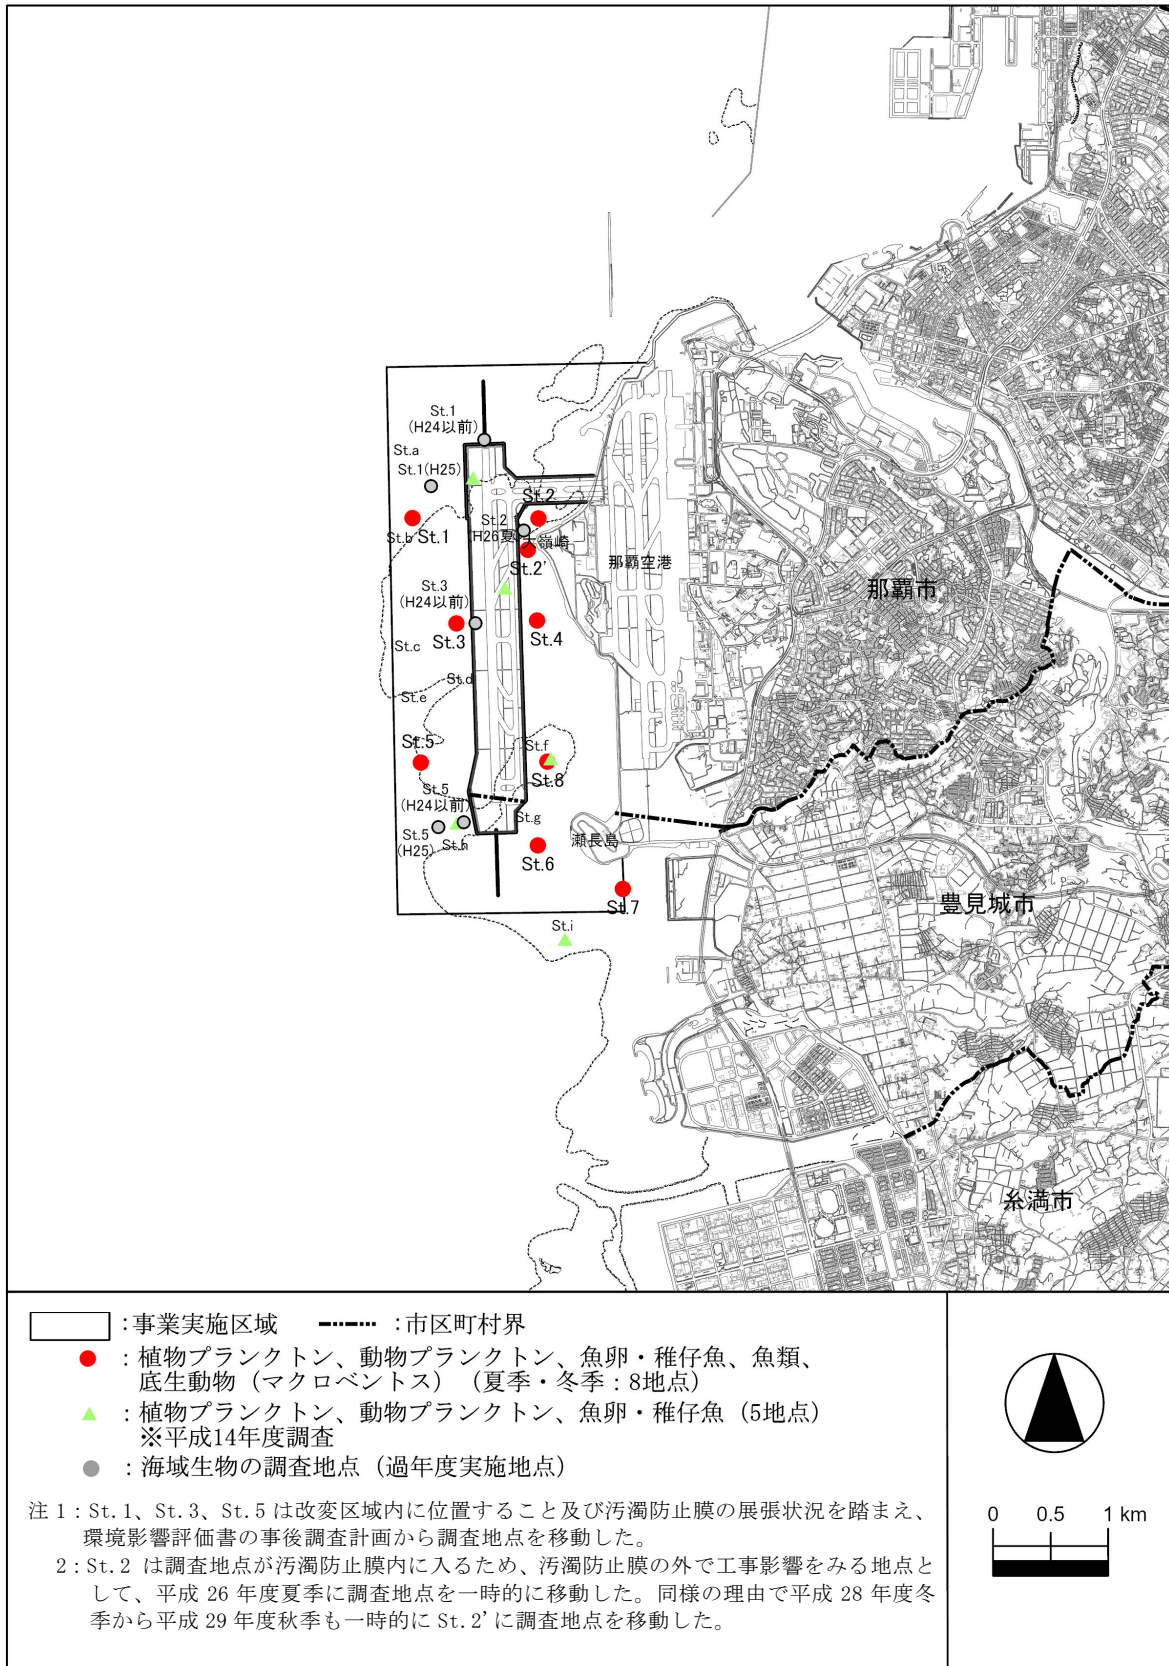 St.1
(H24以前)
St.a
St.1(H25)
St.2
St.b
St.1
St.2
(H26夏
大嶺崎
St.2'
那覇空港
St.3
(H24以前)
那覇市
St.3
St.4
St.c
St.d
St.e
St.5
St.f
St.8
St.5
(H24以前)
St.g
St.5
(H25)
St.h
瀬長島
St.6
St.7
豊見城市
St.i
糸満市
:事業実施区域
:市区町村界
:植物プランクトン、動物プランクトン、魚卵・稚仔魚、魚類、
底生動物(マクロベントス)(夏季・冬季:8地点)
:植物プランクトン、動物プランクトン、魚卵・稚仔魚(5地点)
※平成14年度調査
:海域生物の調査地点(過年度実施地点)
注1:St.1、St.3、St.5は改変区域内に位置すること及び汚濁防止膜の展張状況を踏まえ、
環境影響評価書の事後調査計画から調査地点を移動した。
2:St.2は調査地点が汚濁防止膜内に入るため、汚濁防止膜の外で工事影響をみる地点と
して、平成26年度夏季に調査地点を一時的に移動した。同様の理由で平成28年度冬
季から平成29年度秋季も一時的にSt.2'に調査地点を移動した。
0 0.5 1 km